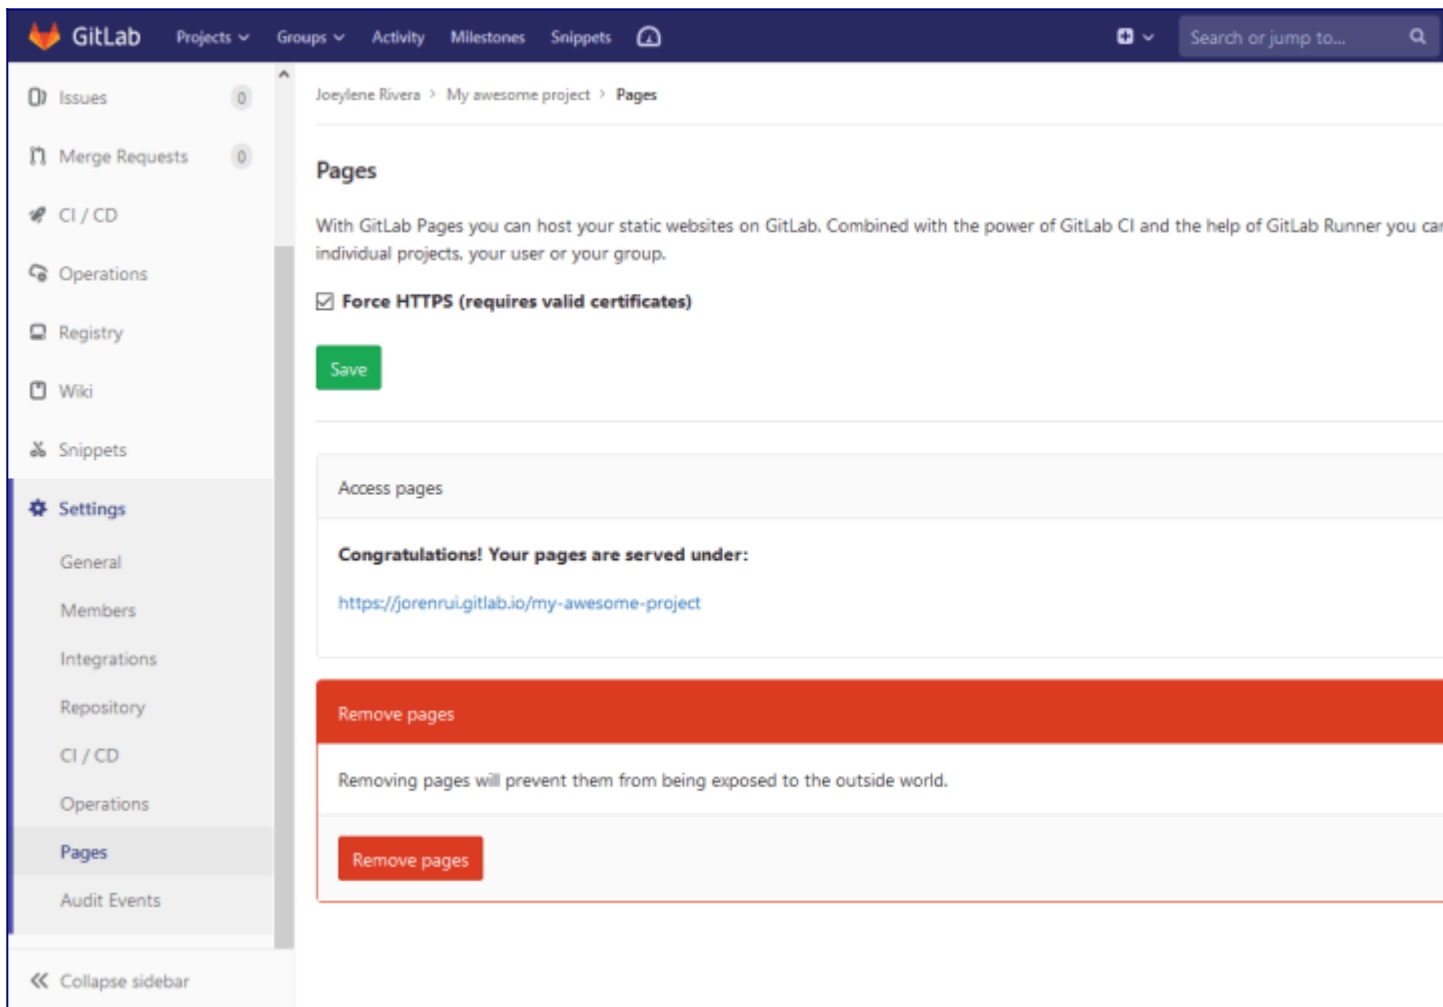 GitLab Projects Groups Activity Milestones Snippets Search or jump to...
Issues 0
Merge Requests 0
CI / CD
Operations
Registry
Wiki
Snippets
Settings
General
Members
Integrations
Repository
CI / CD
Operations
Pages
Audit Events
Collapse sidebar
Joeylene Rivera > My awesome project > Pages
Pages
With GitLab Pages you can host your static websites on GitLab. Combined with the power of GitLab CI and the help of GitLab Runner you
individual projects, your user or your group.
Force HTTPS (requires valid certificates)
Save
Access pages
Congratulations! Your pages are served under:
https://jorenrui.gitlab.io/my-awesome-project
Remove pages
Removing pages will prevent them from being exposed to the outside world.
Remove pages